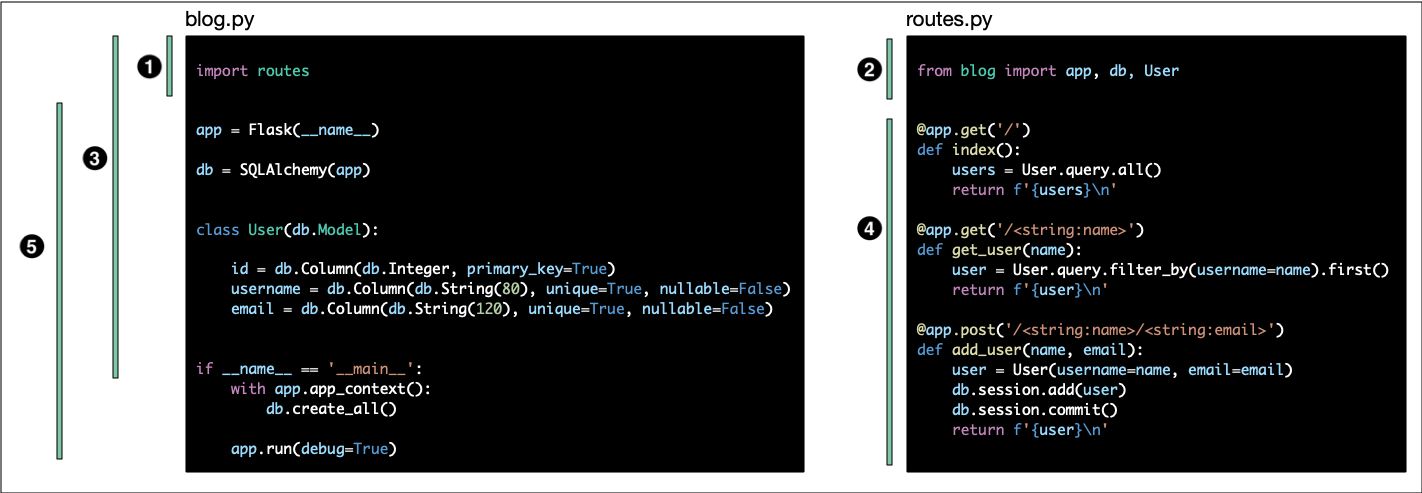 blog.py
1
import routes
app = Flask(__name__)
db = SQLAlchemy(app)
3
class User(db.Model):
id = db.Column(db.Integer, primary_key=True)
username = db.Column(db.String(80), unique=True, nullable=False)
email = db.Column(db.String(120), unique=True, nullable=False)
5
if __name__ == '__main__':
with app.app_context():
db.create_all()
app.run(debug=True)
routes.py
2
from blog import app, db, User
@app.get('/')
def index():
users = User.query.all()
return f'{users}\n'
4
@app.get('/<string:name>')
def get_user(name):
user = User.query.filter_by(username=name).first()
return f'{user}\n'
@app.post('/<string:name>/<string:email>')
def add_user(name, email):
user = User(username=name, email=email)
db.session.add(user)
db.session.commit()
return f'{user}\n'